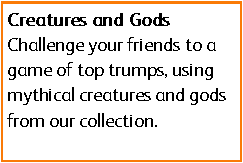 Creatures and Gods
Challenge your friends to a
game of top trumps, using
mythical creatures and gods
from our collection.